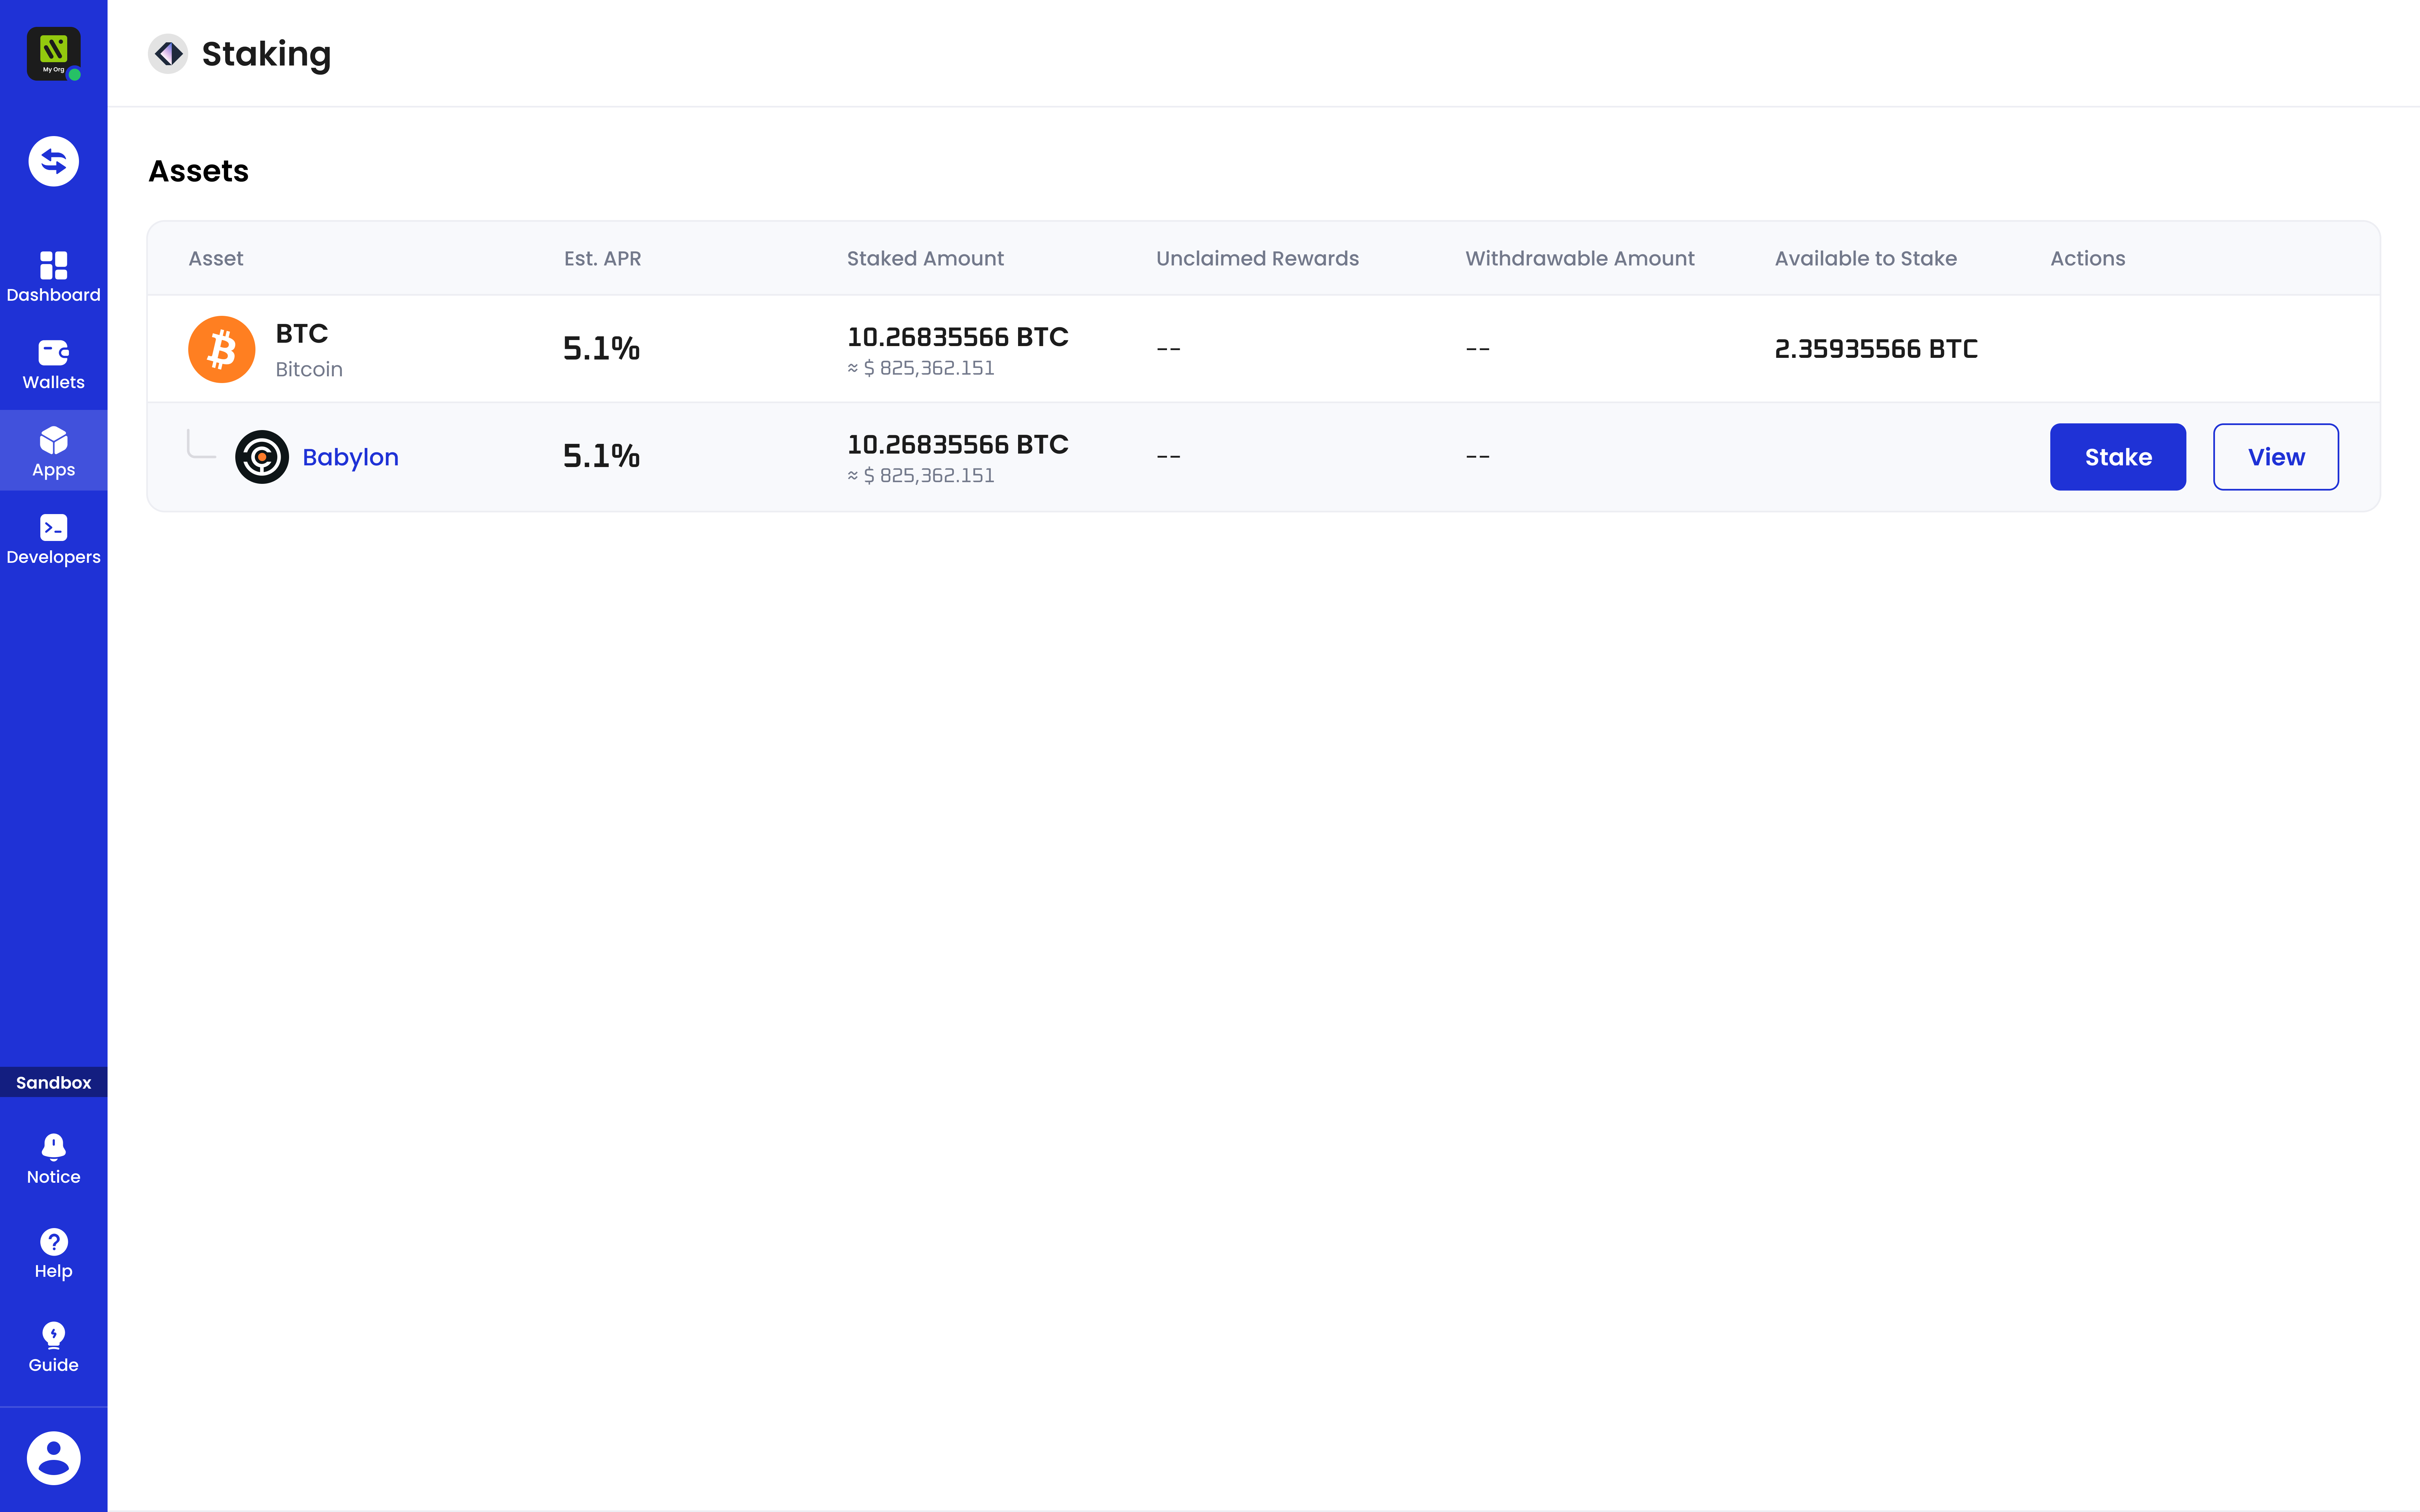 My Org
Staking
Dashboard
Wallets
Apps
Developers
Assets
Asset Est. APR Staked Amount Unclaimed Rewards Withdrawable Amount Available to Stake Actions
BTC
Bitcoin
5.1%
10.26835566 BTC
≈ $ 825,362.151
--
--
2.35935566 BTC
Babylon
5.1%
10.26835566 BTC
≈ $ 825,362.151
--
--
Stake
View
Sandbox
Notice
Help
Guide